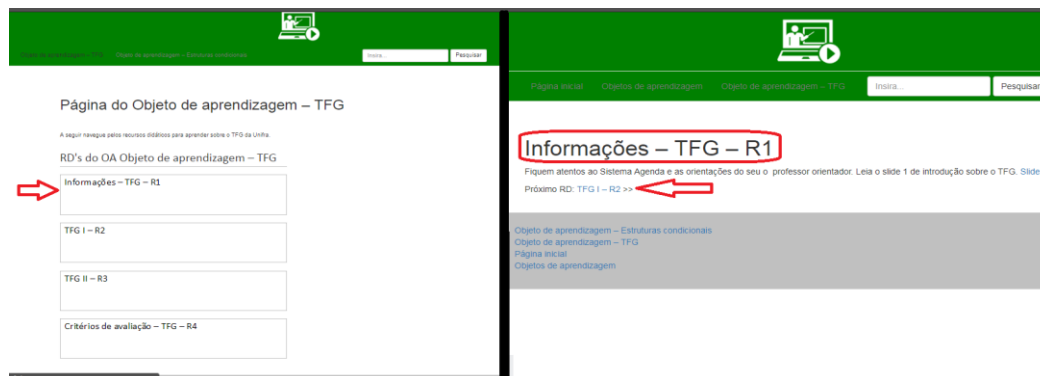 Objeto de aprendizagem – TFG Objeto de aprendizagem – Estruturas condicionais Insira... Pesquisar
Página do Objeto de aprendizagem – TFG
A seguir navegue pelos recursos didáticos para aprender sobre o TFG da Unifra.
RD's do OA Objeto de aprendizagem – TFG
Informações – TFG – R1
TFG I – R2
TFG II – R3
Critérios de avaliação – TFG – R4
Página inicial Objetos de aprendizagem Objeto de aprendizagem – TFG Insira... Pesquisar
Informações – TFG – R1
Fiquem atentos ao Sistema Agenda e as orientações do seu o professor orientador. Leia o slide 1 de introdução sobre o TFG. Slide
Próximo RD: TFG I – R2 >>
Objeto de aprendizagem – Estruturas condicionais
Objeto de aprendizagem – TFG
Página inicial
Objetos de aprendizagem